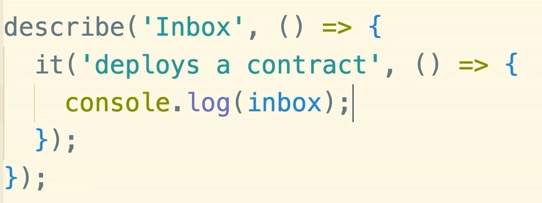 describe('Inbox', () => {
  it('deploys a contract', () => {
    console.log(inbox);
  });
});